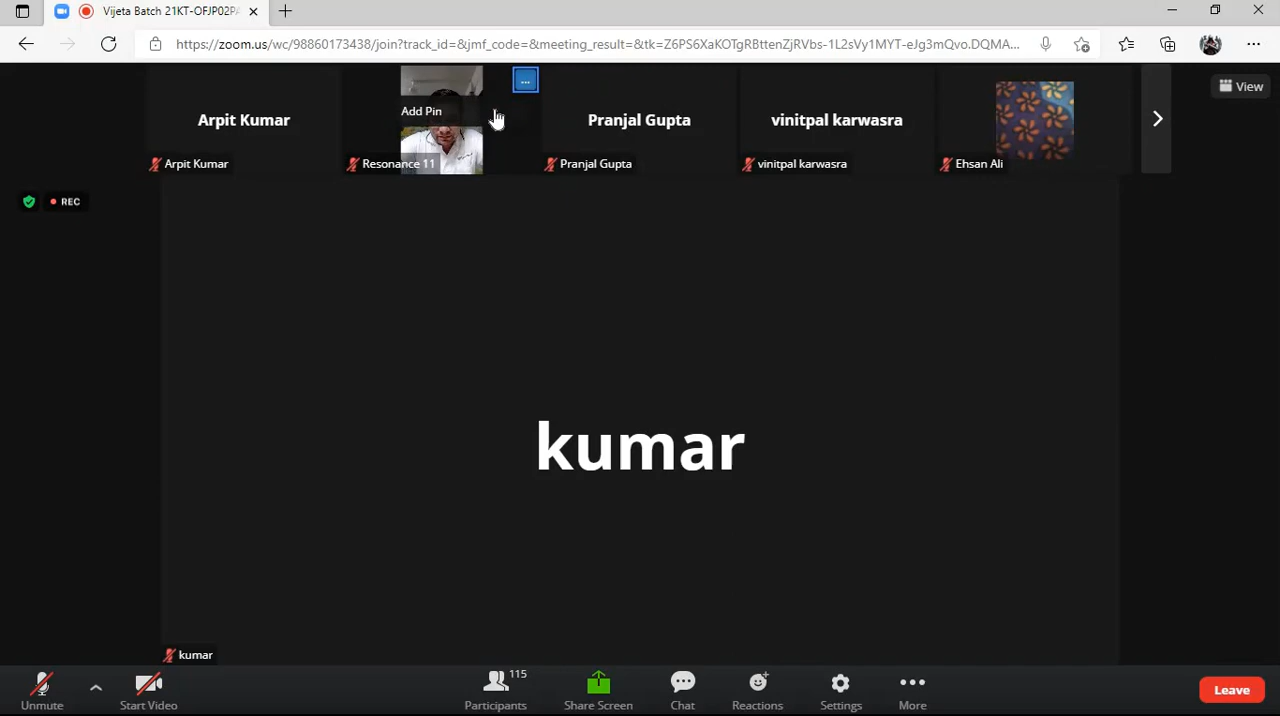 Vijeta Batch 21KT-OFJP02PA
https://zoom.us/wc/98860173438/join?track_id=&jmf_code=&meeting_result=&tk=Z6PS6XaKOTgRBttenZjRVbs-1L2sVy1MYT-eJg3mQvo.DQMA...
Arpit Kumar
Add Pin
...
Pranjal Gupta
vinitpal karwasra
View
Arpit Kumar
Resonance 11
Pranjal Gupta
vinitpal karwasra
Ehsan Ali
REC
kumar
kumar
115
Unmute
Start Video
Participants
Share Screen
Chat
Reactions
Settings
More
Leave